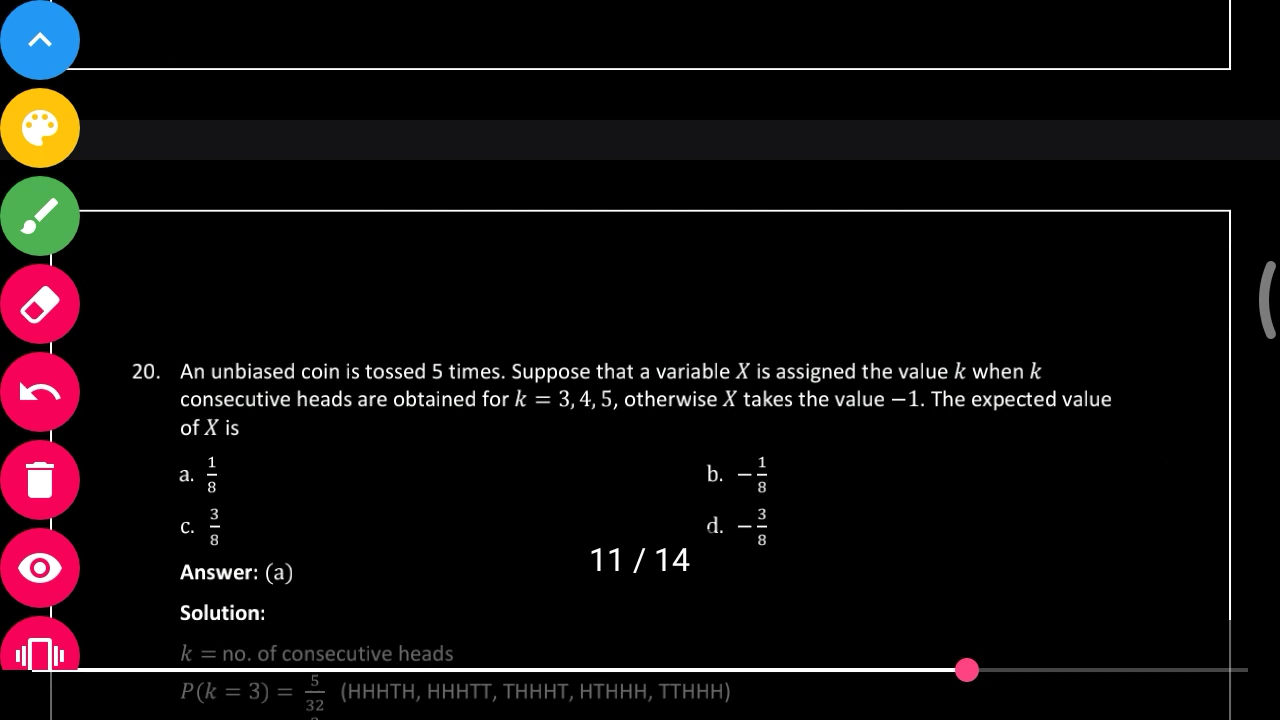 20. An unbiased coin is tossed 5 times. Suppose that a variable X is assigned the value k when k
consecutive heads are obtained for k = 3, 4, 5, otherwise X takes the value −1. The expected value
of X is
a. 1/8 b. −1/8
c. 3/8 d. −3/8
11 / 14
Answer: (a)
Solution:
k = no. of consecutive heads
P(k = 3) = 5/32 (HHHTH, HHHTT, THHHT, HTHHH, TTHHH)